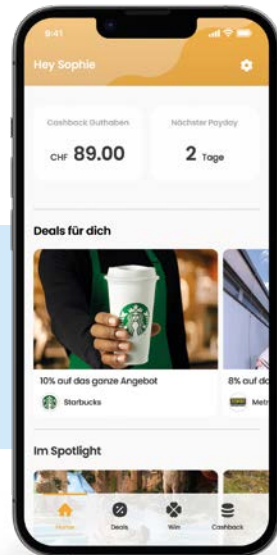 9:41
Hey Sophie
Cashback Guthaben
CHF 89.00
Nächster Payday
2 Tage
Deals für dich
10% auf das ganze Angebot
Starbucks
8% auf
Im Spotlight
Home
Deals
Win
Cashback